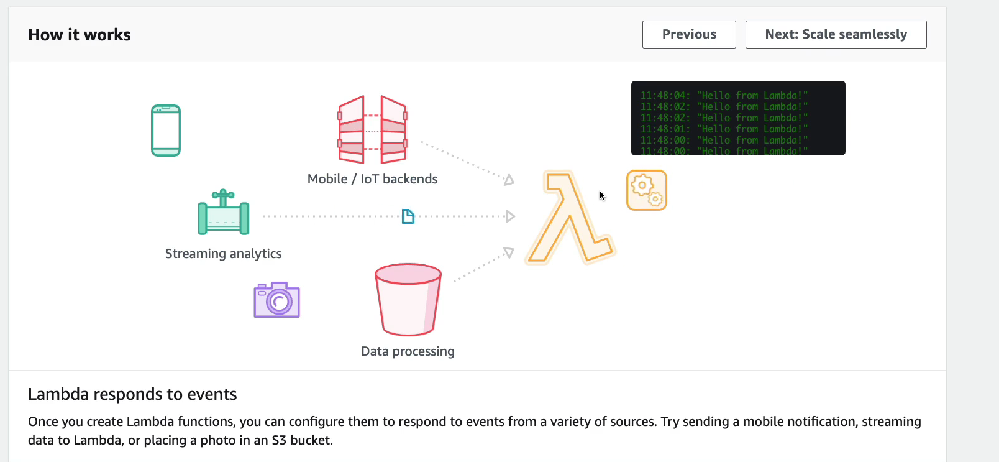 How it works
Previous
Next: Scale seamlessly
11:48:04: "Hello from Lambda!"
11:48:02: "Hello from Lambda!"
11:48:02: "Hello from Lambda!"
11:48:01: "Hello from Lambda!"
11:48:00: "Hello from Lambda!"
11:48:00: "Hello from Lambda!"
Mobile / IoT backends
λ
Streaming analytics
Data processing
Lambda responds to events
Once you create Lambda functions, you can configure them to respond to events from a variety of sources. Try sending a mobile notification, streaming
data to Lambda, or placing a photo in an S3 bucket.